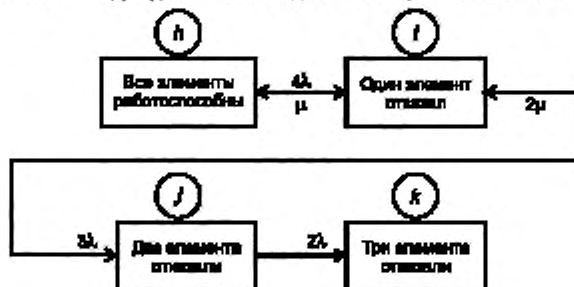 h
i
Все элементы
работоспособны
4λ
μ
Один элемент
отказал
2μ
j
k
3λ
Два элемента
отказали
2λ
Три элемента
отказали